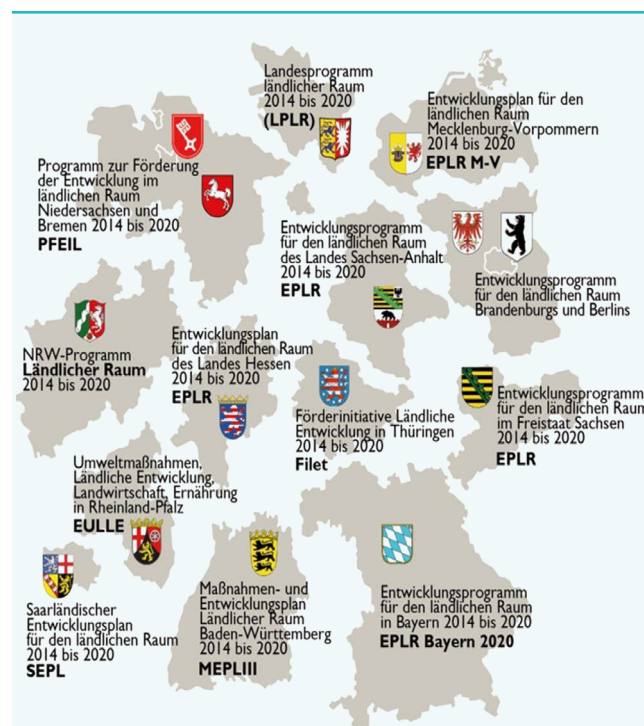 Landesprogramm
ländlicher Raum
2014 bis 2020
(LPLR)
Entwicklungsplan für den
ländlichen Raum
Mecklenburg-Vorpommern
2014 bis 2020
EPLR M-V
Programm zur Förderung
der Entwicklung im
ländlichen Raum
Niedersachsen und
Bremen 2014 bis 2020
PFEIL
Entwicklungsprogramm
für den ländlichen Raum
des Landes Sachsen-Anhalt
2014 bis 2020
EPLR
Entwicklungsprogramm
für den ländlichen Raum
Brandenburgs und Berlins
NRW-Programm
Ländlicher Raum
2014 bis 2020
Entwicklungsplan
für den ländlichen Raum
des Landes Hessen
2014 bis 2020
EPLR
Förderinitiative Ländliche
Entwicklung in Thüringen
2014 bis 2020
Filet
Entwicklungsprogramm
für den ländlichen Raum
im Freistaat Sachsen
2014 bis 2020
EPLR
Umweltmaßnahmen,
Ländliche Entwicklung,
Landwirtschaft, Ernährung
in Rheinland-Pfalz
EULLE
Saarländischer
Entwicklungsplan
für den ländlichen Raum
2014 bis 2020
SEPL
Maßnahmen- und
Entwicklungsplan
Ländlicher Raum
Baden-Württemberg
2014 bis 2020
MEPLIII
Entwicklungsprogramm
für den ländlichen Raum
in Bayern 2014 bis 2020
EPLR Bayern 2020